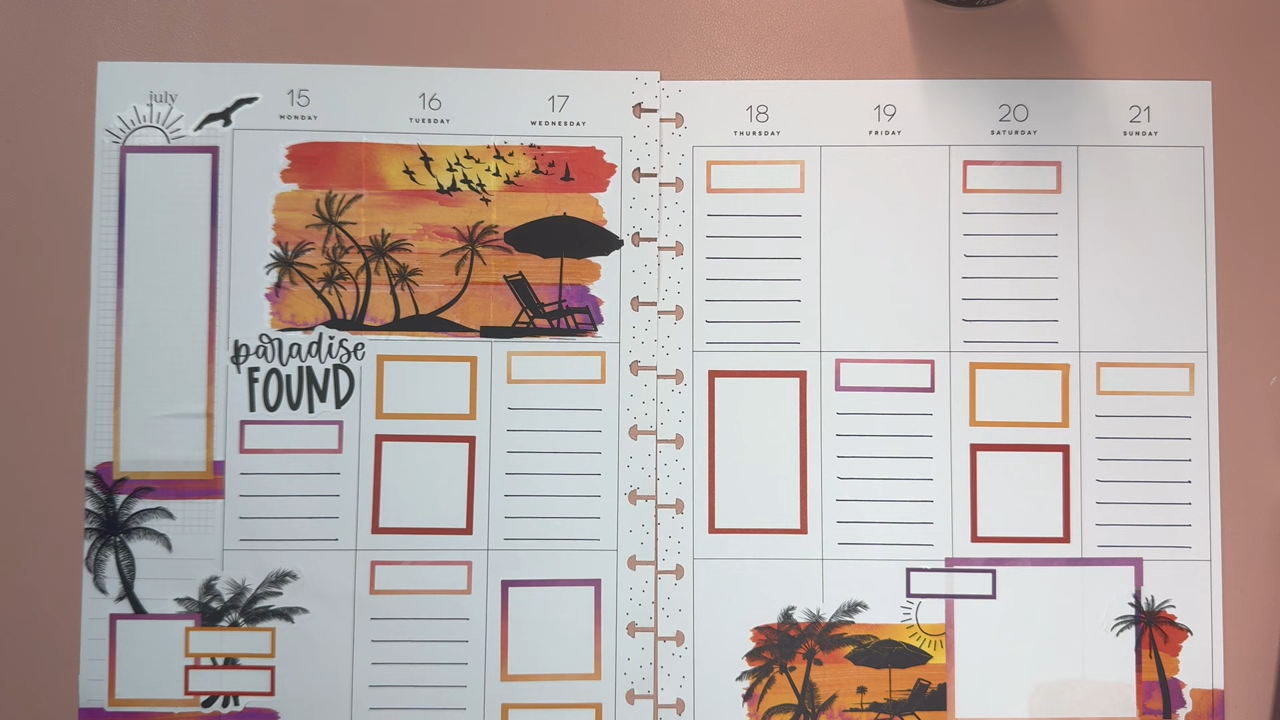 july
15
MONDAY
16
TUESDAY
17
WEDNESDAY
18
THURSDAY
19
FRIDAY
20
SATURDAY
21
SUNDAY
paradise
FOUND